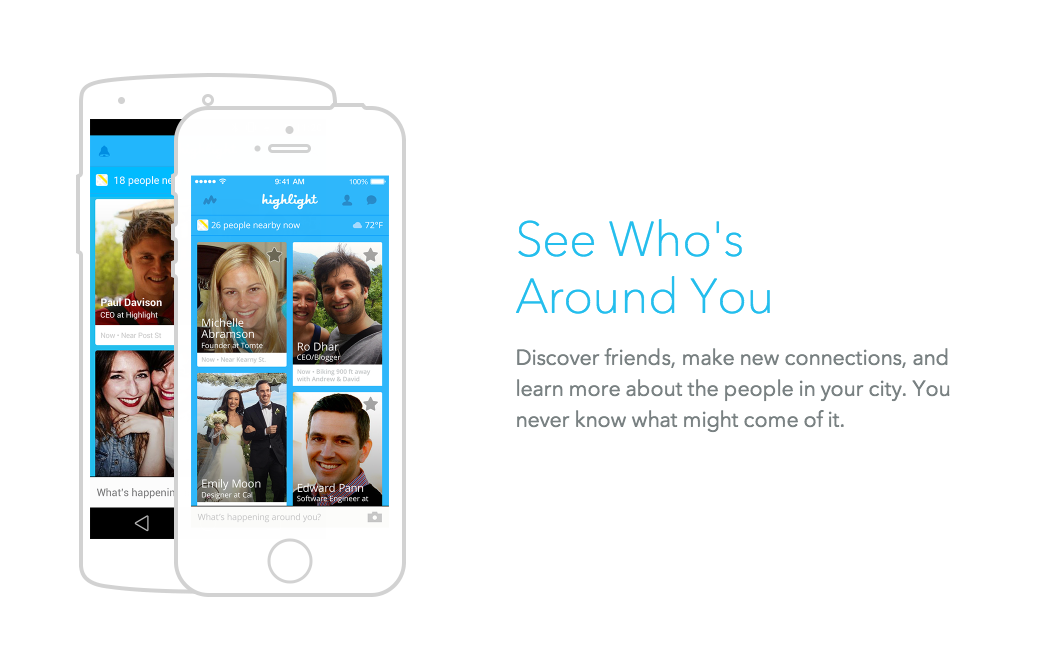 18 people ne
Paul Davison
CEO at Highlight
Now • Near Post St
What's happenin
9:41 AM
100%
highlight
26 people nearby now
72°F
Michelle
Abramson
Founder at Tomte
Now • Near Kearny St.
Ro Dhar
CEO/Blogger
Now • Biking 900 ft away
with Andrew & David
Emily Moon
Designer at Cal
Edward Pann
Software Engineer at
What's happening around you?
See Who's
Around You
Discover friends, make new connections, and
learn more about the people in your city. You
never know what might come of it.